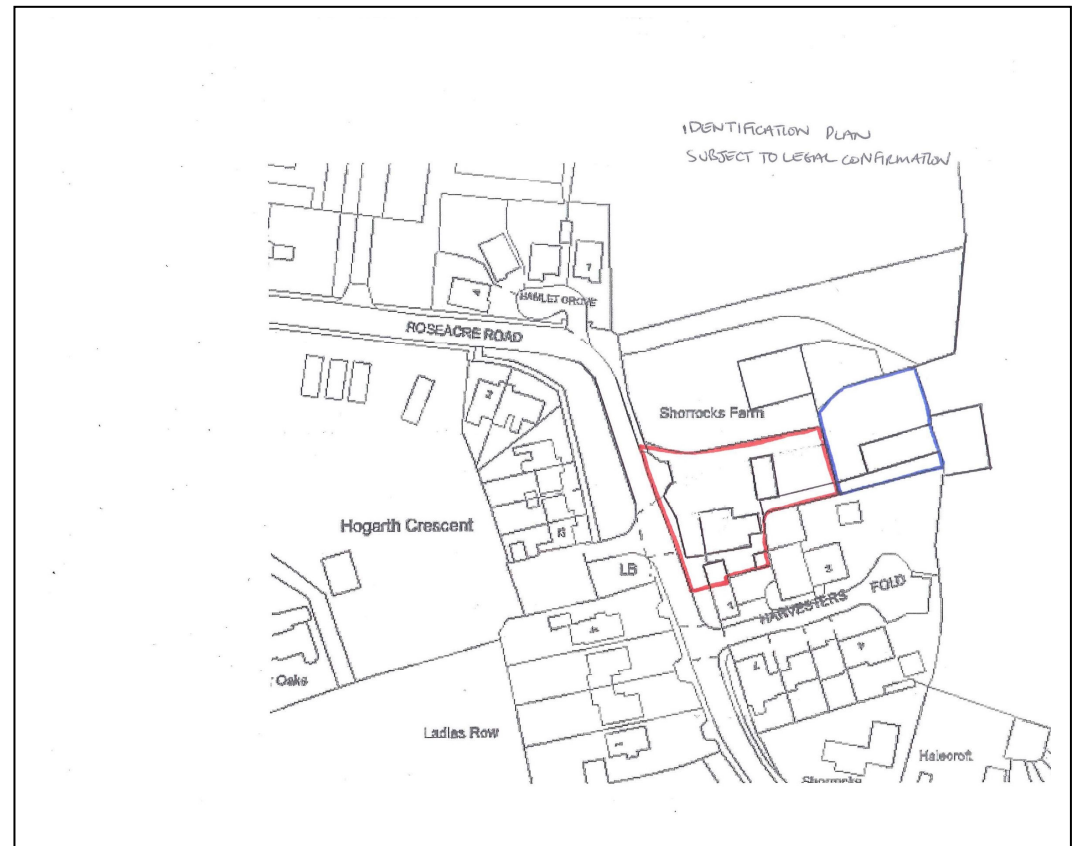 IDENTIFICATION PLAN
SUBJECT TO LEGAL CONFIRMATION
HAMLET GROVE
ROSEACRE ROAD
Shorrocks Farm
Hogarth Crescent
LB
HARVESTERS FOLD
Oaks
Ladies Row
Halecroft
Shorrocks